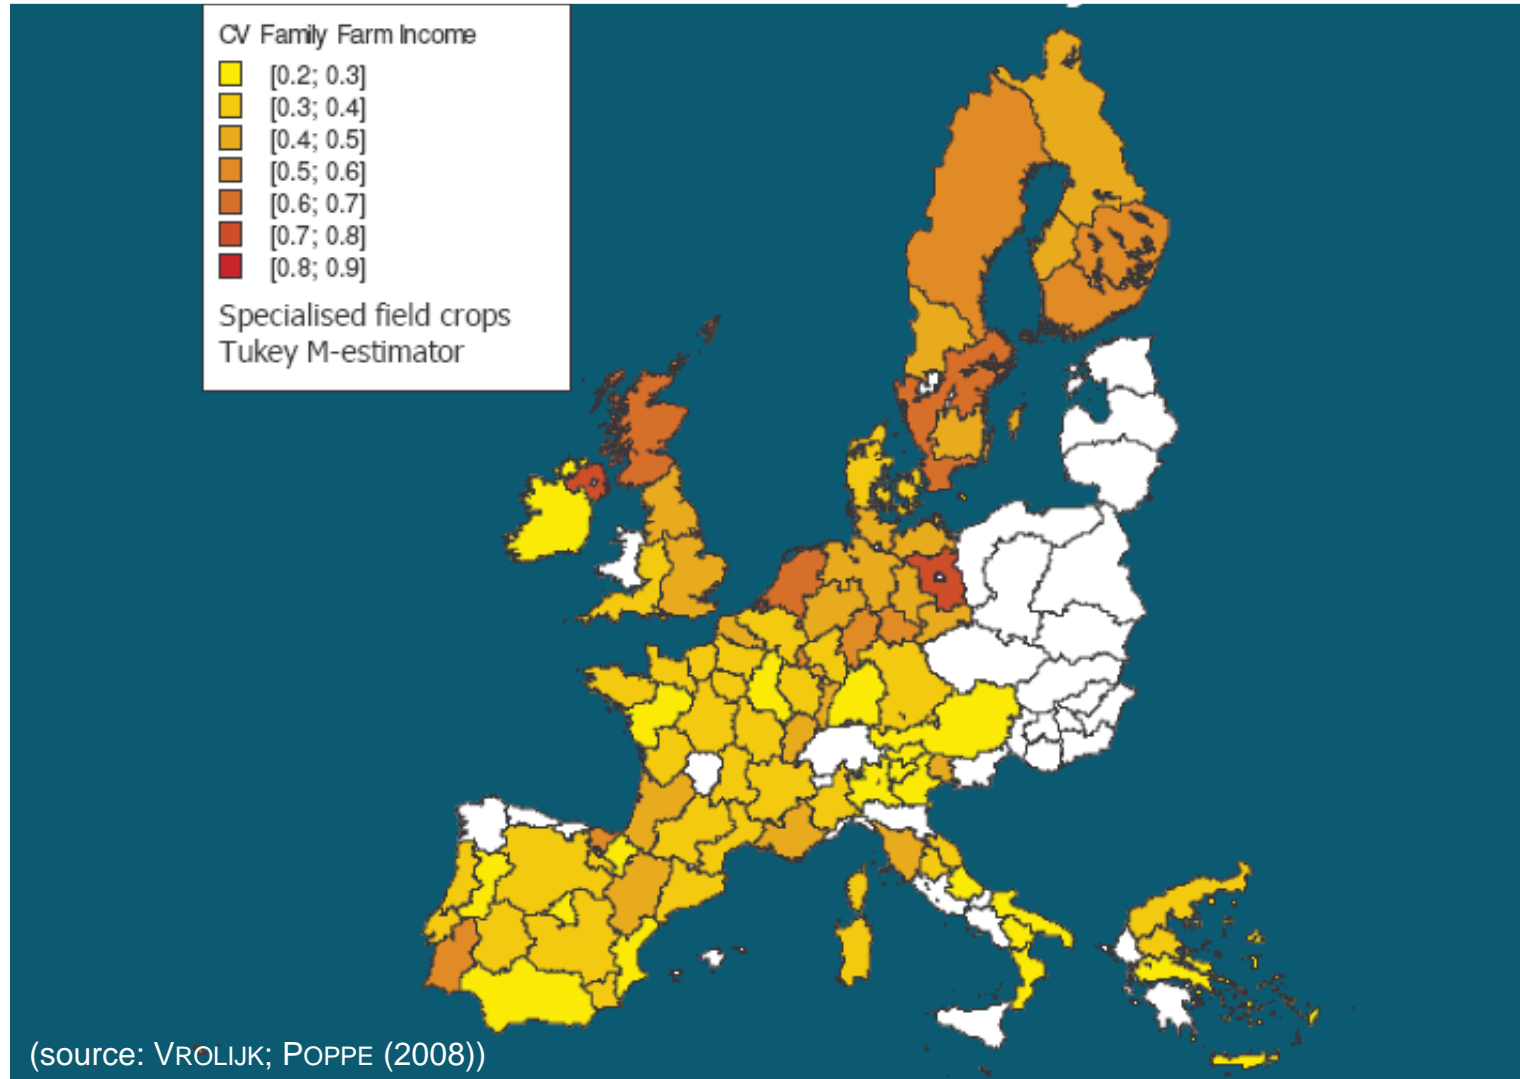 CV Family Farm Income
[0.2; 0.3]
[0.3; 0.4]
[0.4; 0.5]
[0.5; 0.6]
[0.6; 0.7]
[0.7; 0.8]
[0.8; 0.9]
Specialised field crops
Tukey M-estimator
(source: VROLIJK; POPPE (2008))